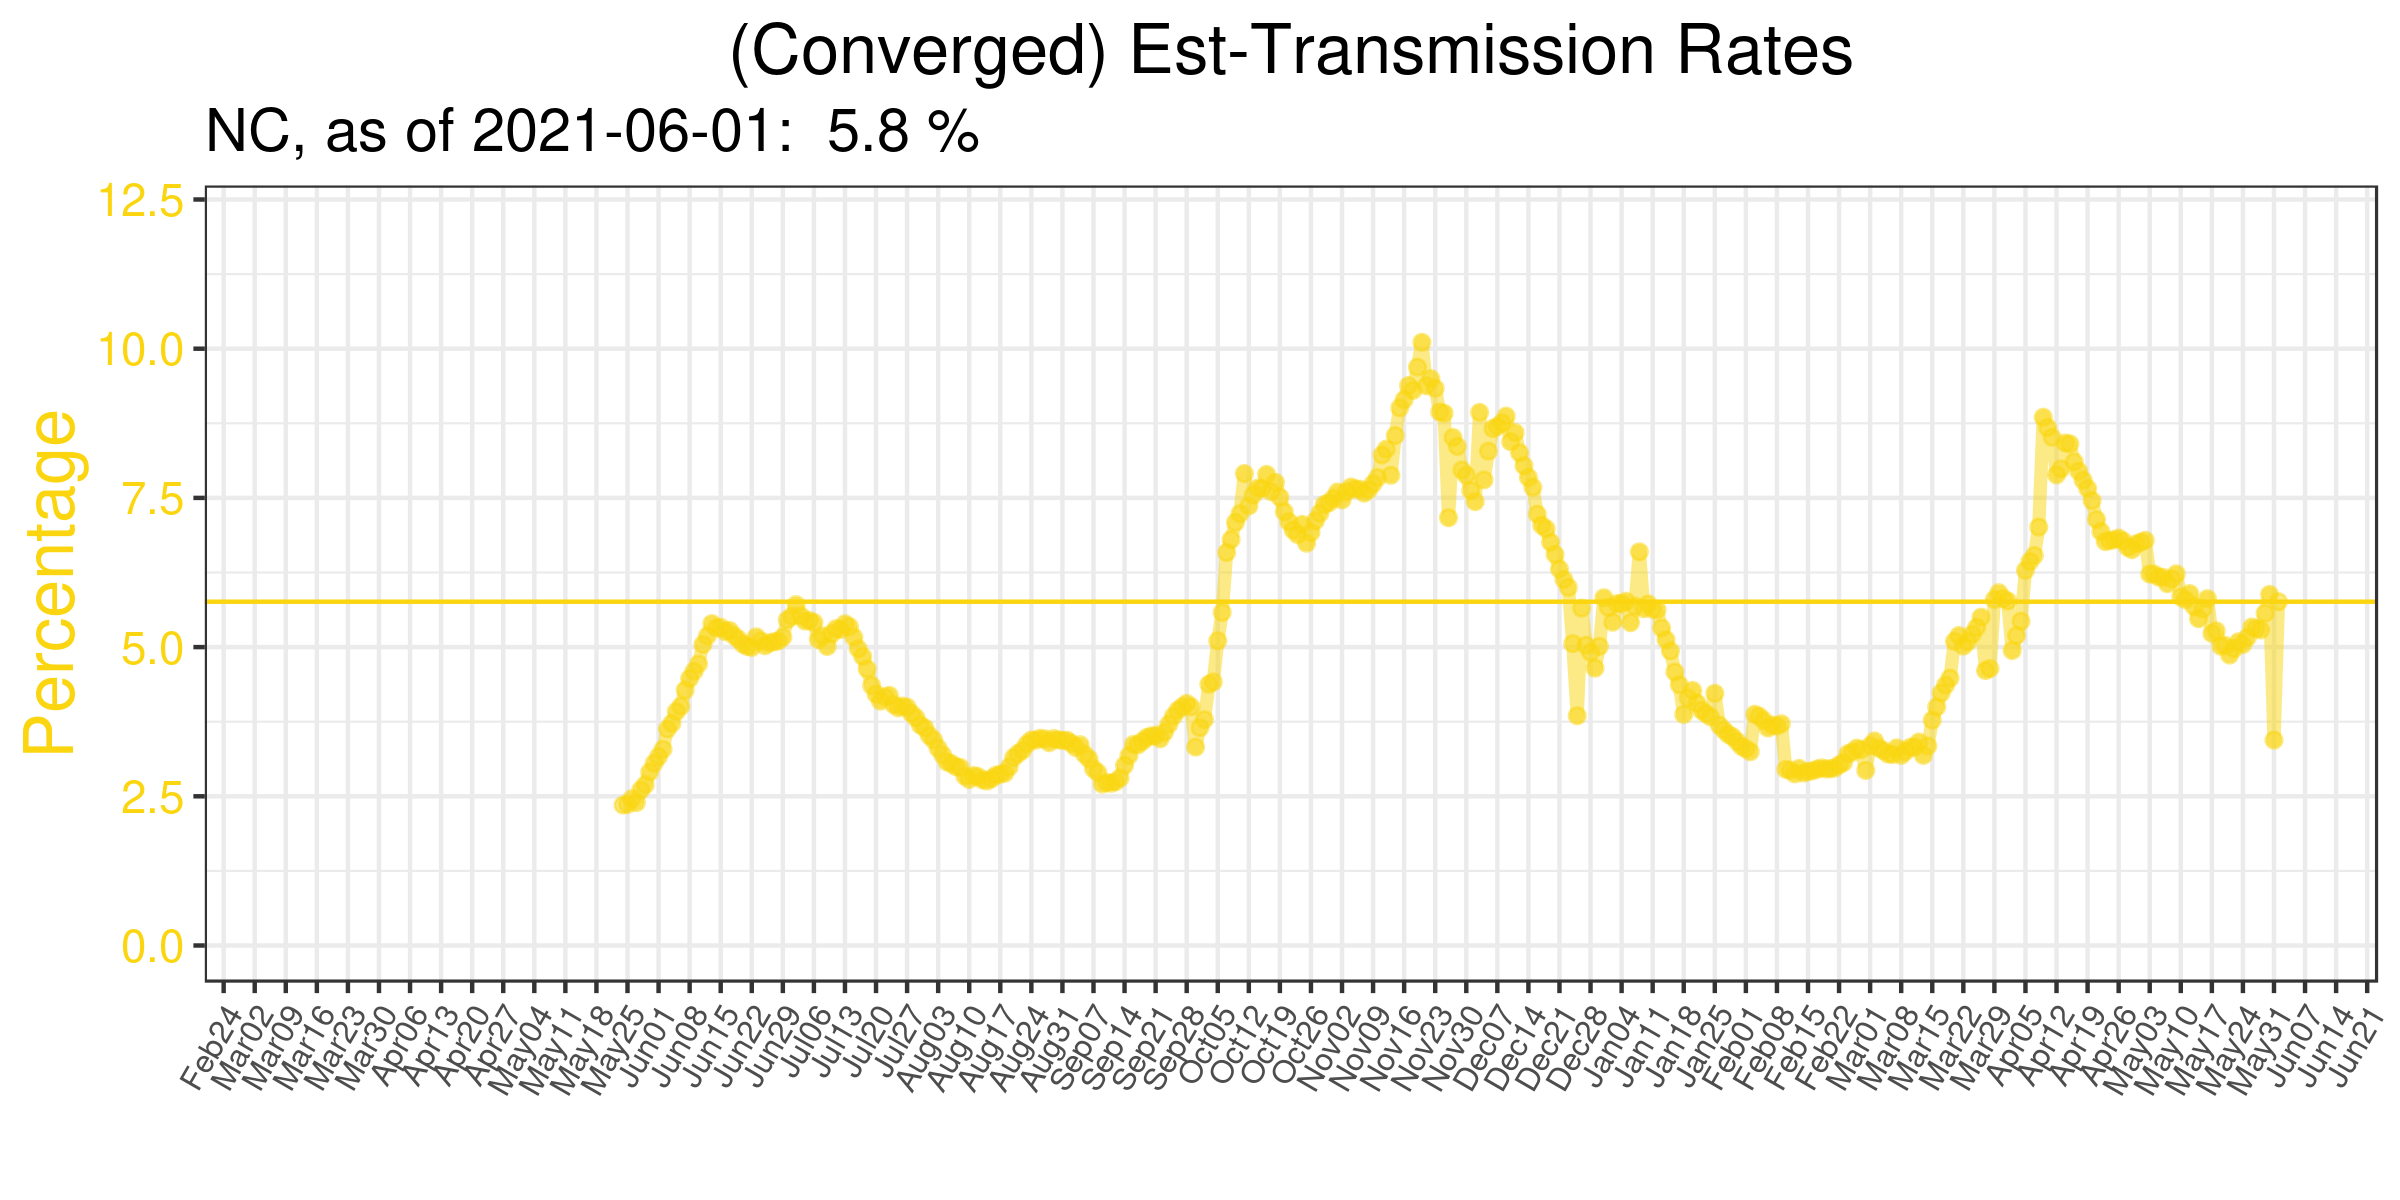 (Converged) Est-Transmission Rates
NC, as of 2021-06-01:  5.8 %
Percentage
12.5
10.0
7.5
5.0
2.5
0.0
Feb24
Mar02
Mar09
Mar16
Mar23
Mar30
Apr06
Apr13
Apr20
Apr27
May04
May11
May18
May25
Jun01
Jun08
Jun15
Jun22
Jun29
Jul06
Jul13
Jul20
Jul27
Aug03
Aug10
Aug17
Aug24
Aug31
Sep07
Sep14
Sep21
Sep28
Oct05
Oct12
Oct19
Oct26
Nov02
Nov09
Nov16
Nov23
Nov30
Dec07
Dec14
Dec21
Dec28
Jan04
Jan11
Jan18
Jan25
Feb01
Feb08
Feb15
Feb22
Mar01
Mar08
Mar15
Mar22
Mar29
Apr05
Apr12
Apr19
Apr26
May03
May10
May17
May24
May31
Jun07
Jun14
Jun21